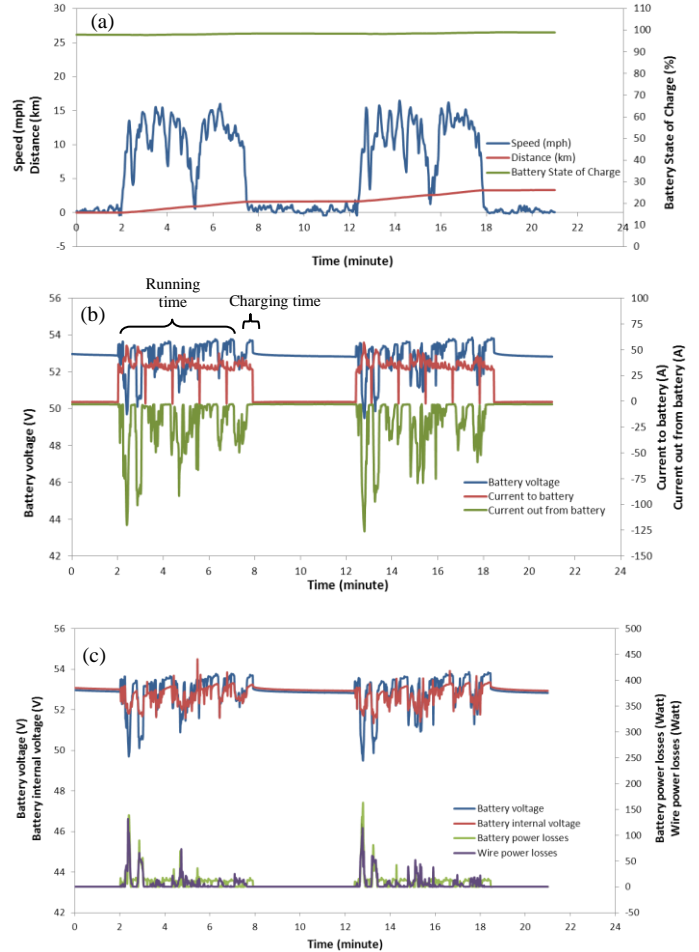 (a)
30
25
20
15
10
5
0
-5
110
100
90
80
70
60
50
40
30
20
10
0
Speed (mph)
Distance (km)
Battery State of Charge (%)
Speed (mph)
Distance (km)
Battery State of Charge
0 2 4 6 8 10 12 14 16 18 20 22 24
Time (minute)
(b)
Running
time
Charging time
56
54
52
50
48
46
44
42
100
75
50
25
0
-25
-50
-75
-100
-125
-150
Battery voltage (V)
Current to battery (A)
Current out from battery (A)
Battery voltage
Current to battery
Current out from battery
0 2 4 6 8 10 12 14 16 18 20 22 24
Time (minute)
(c)
56
54
52
50
48
46
44
42
500
450
400
350
300
250
200
150
100
50
0
-50
Battery voltage (V)
Battery internal voltage (V)
Battery power losses (Watt)
Wire power losses (Watt)
Battery voltage
Battery internal voltage
Battery power losses
Wire power losses
0 2 4 6 8 10 12 14 16 18 20 22 24
Time (minute)